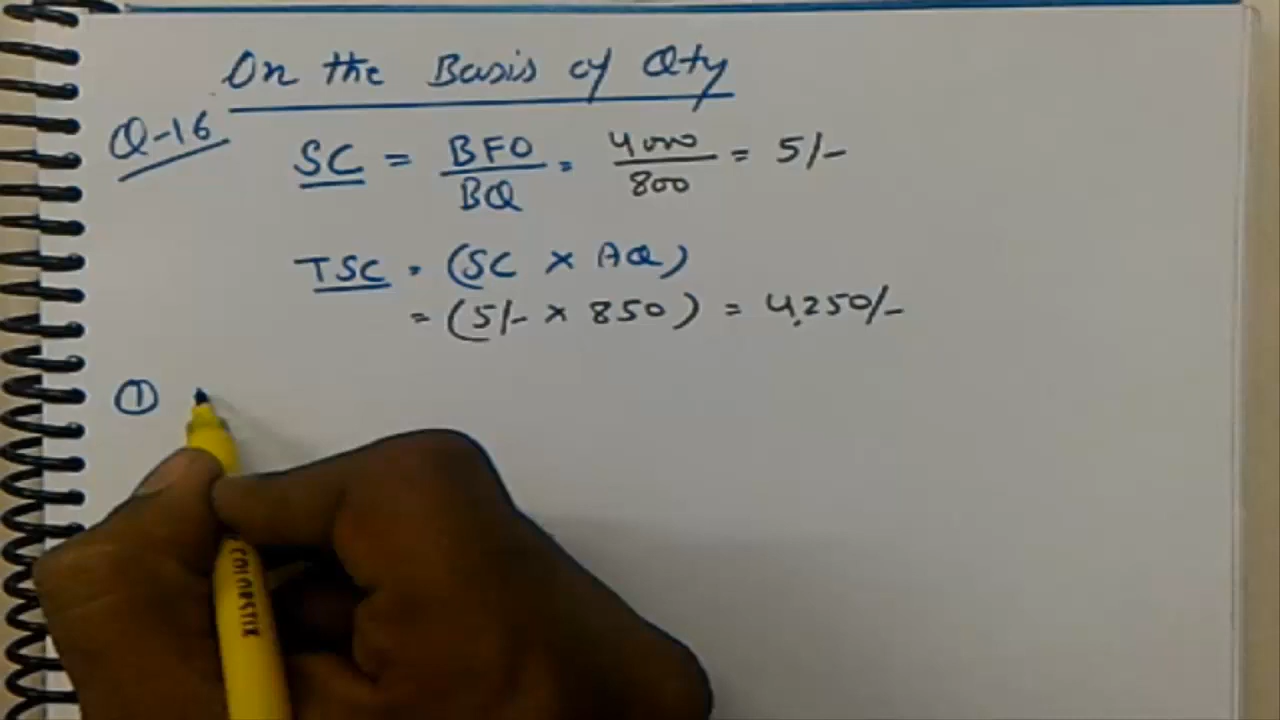 On the Basis of Qty
Q-16
SC = BFO / BQ = 4000 / 800 = 5/-
TSC = (SC × AQ)
= (5/- × 850) = 4,250/-
①
COLORSTIX